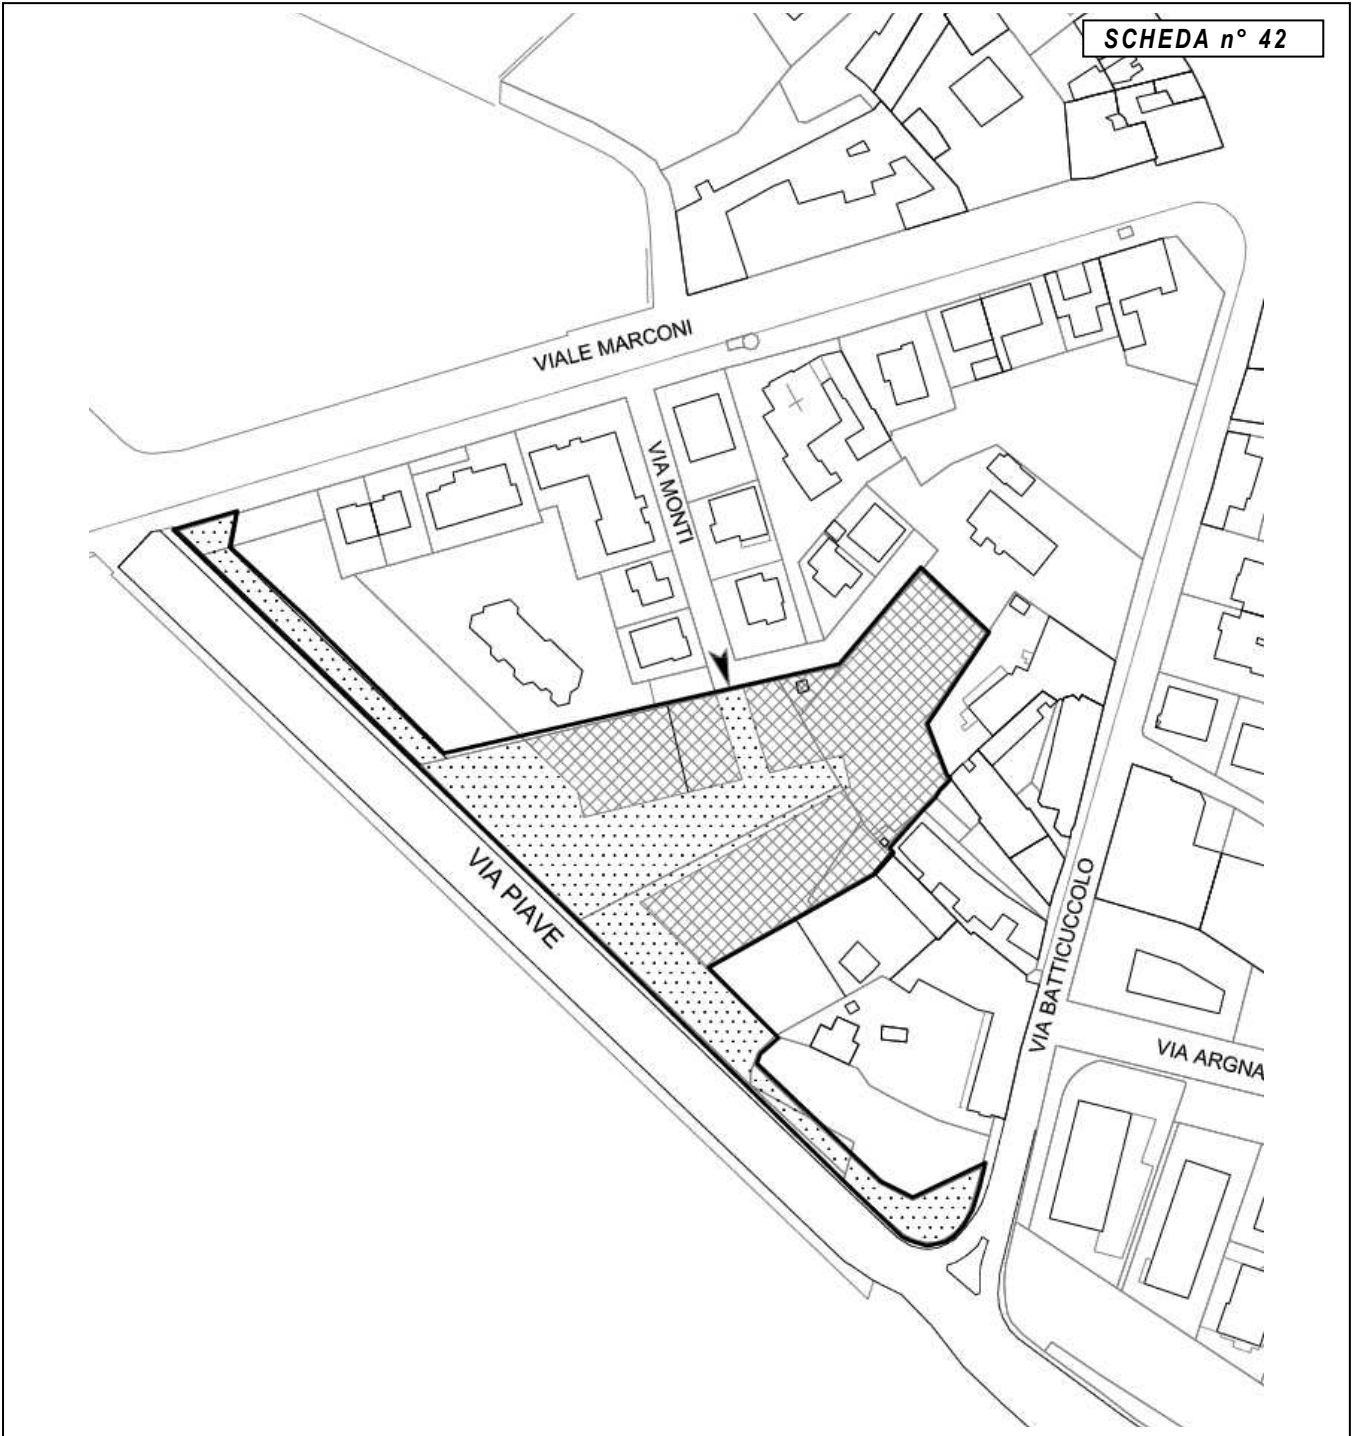 SCHEDA n° 42
VIALE MARCONI
VIA MONTI
VIA PIAVE
VIA BATTICUCCOLO
VIA ARGNA